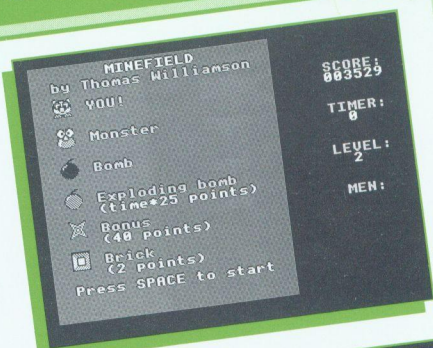 MINEFIELD
by Thomas Williamson
YOU!
Monster
Bomb
Exploding bomb
(time*25 points)
Bonus
(40 points)
Brick
(2 points)
Press SPACE to start
SCORE:
003529
TIMER:
0
LEVEL:
2
MEN: